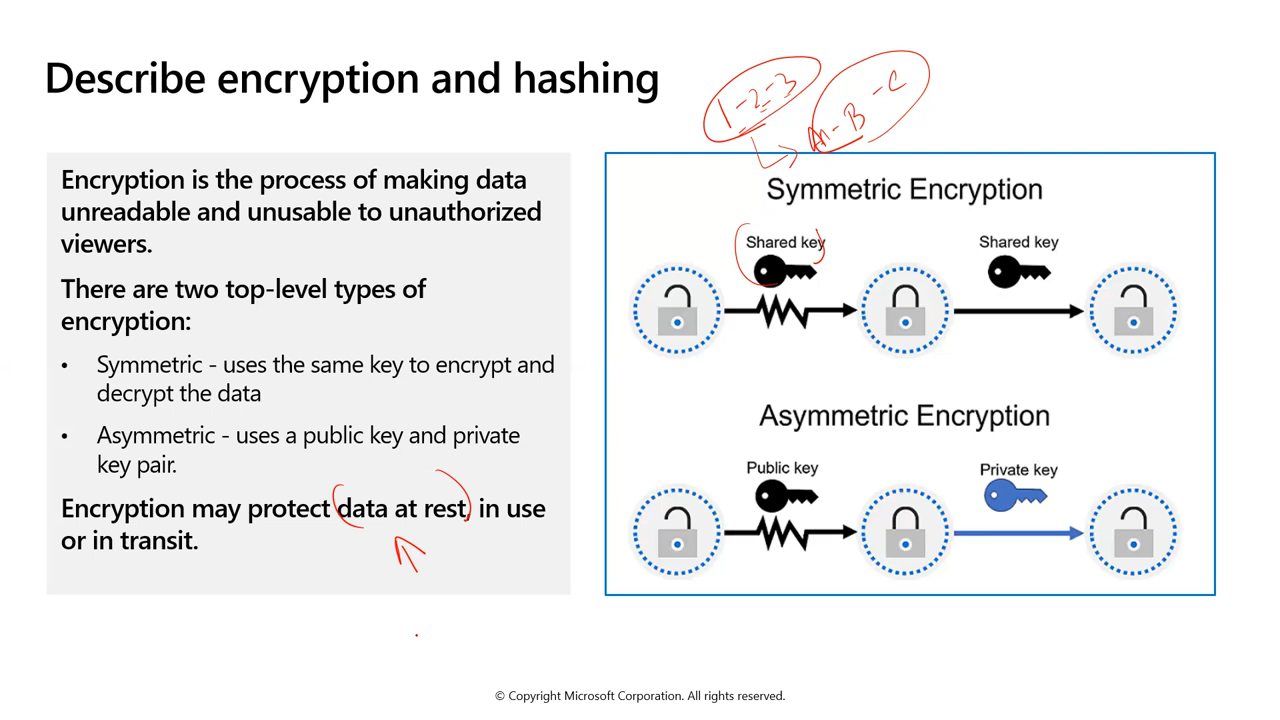 Describe encryption and hashing
1-2-3
Encryption is the process of making data
unreadable and unusable to unauthorized
viewers.
There are two top-level types of
encryption:
• Symmetric - uses the same key to encrypt and
decrypt the data
• Asymmetric - uses a public key and private
key pair.
Encryption may protect data at rest, in use
or in transit.
Symmetric Encryption
Shared key
Shared key
Asymmetric Encryption
Public key
Private key
© Copyright Microsoft Corporation. All rights reserved.